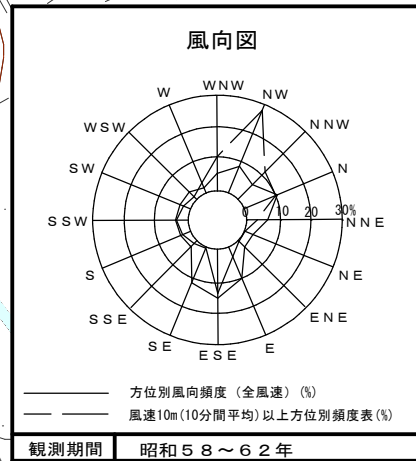 風向図
WNW
W
NW
WSW
NNW
SW
N
SSW
0 10 20 30%
NNE
S
NE
SSE
ENE
SE
E
ESE
方位別風向頻度（全風速）(%)
風速10m(10分間平均)以上方位別頻度表(%)
観測期間 昭和５８～６２年